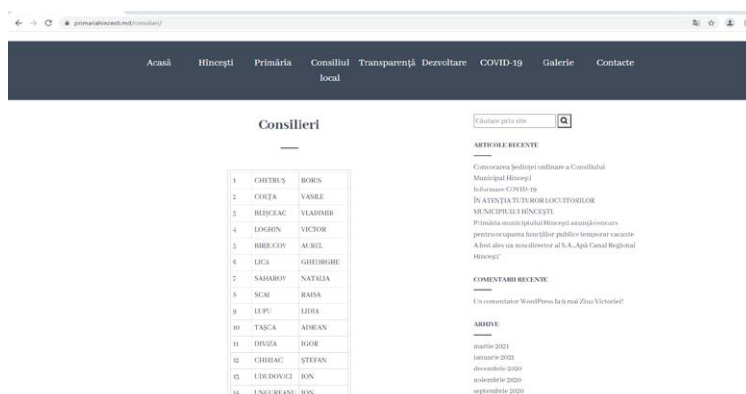 primariahincesti.md/consilieri/
Acasă Hîncești Primăria Consiliul local Transparență Dezvoltare COVID-19 Galerie Contacte
Consilieri
1 CHETRUȘ BORIS
2 COLȚA VASILE
3 BLIȘCEAC VLADIMIR
4 LOGHIN VICTOR
5 BIRIUCOV AUREL
6 LICA GHEORGHE
7 SAHAROV NATALIA
8 SCAI RAISA
9 LUPU LIDIA
10 TAȘCA ADRIAN
11 DIVIZA IGOR
12 CHIRIAC ȘTEFAN
13 UDUDOVICI ION
14 UNGUREANU ION
Căutare prin site
ARTICOLE RECENTE
Convocarea Ședinței ordinare a Consiliului
Municipal Hîncești
Informare COVID-19
ÎN ATENȚIA TUTUROR LOCUITORILOR
MUNICIPIULUI HÎNCEȘTI.
Primăria municipiului Hîncești anunță concurs
pentru ocuparea funcțiilor publice temporar vacante
A fost ales un nou director al S.A.„Apă Canal Regional
Hîncești”
COMENTARII RECENTE
Un comentator WordPress la 9 mai Ziua Victoriei!
ARHIVE
martie 2021
ianuarie 2021
decembrie 2020
noiembrie 2020
septembrie 2020